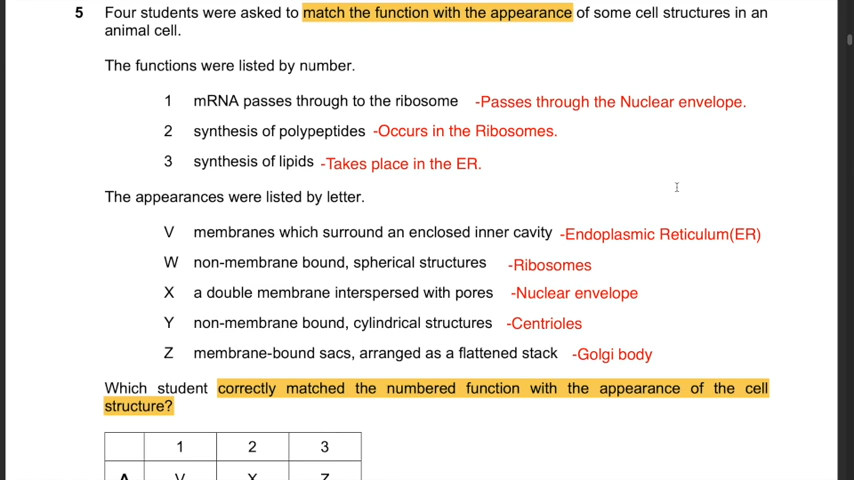 5 Four students were asked to match the function with the appearance of some cell structures in an
animal cell.
The functions were listed by number.
1 mRNA passes through to the ribosome -Passes through the Nuclear envelope.
2 synthesis of polypeptides -Occurs in the Ribosomes.
3 synthesis of lipids -Takes place in the ER.
The appearances were listed by letter.
V membranes which surround an enclosed inner cavity -Endoplasmic Reticulum(ER)
W non-membrane bound, spherical structures -Ribosomes
X a double membrane interspersed with pores -Nuclear envelope
Y non-membrane bound, cylindrical structures -Centrioles
Z membrane-bound sacs, arranged as a flattened stack -Golgi body
Which student correctly matched the numbered function with the appearance of the cell
structure?
1 2 3